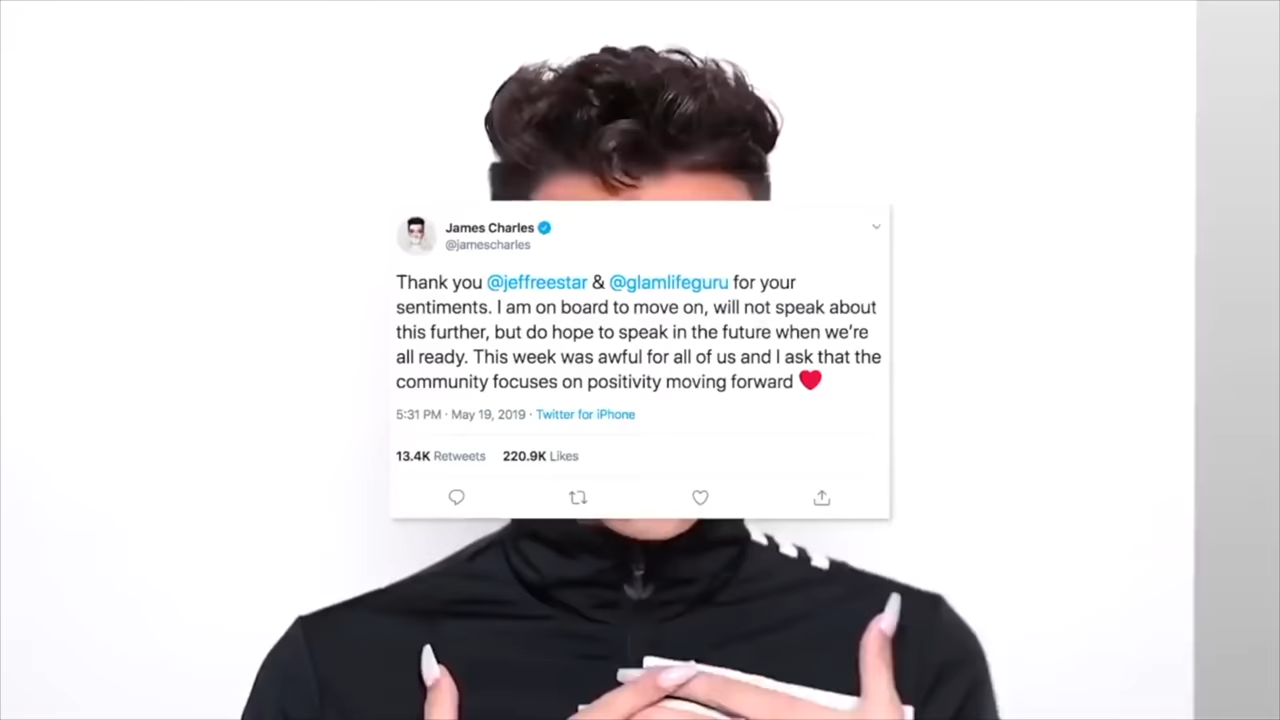 James Charles
@jamescharles
Thank you @jeffreestar & @glamlifeguru for your
sentiments. I am on board to move on, will not speak about
this further, but do hope to speak in the future when we're
all ready. This week was awful for all of us and I ask that the
community focuses on positivity moving forward ❤️
5:31 PM · May 19, 2019 · Twitter for iPhone
13.4K Retweets 220.9K Likes